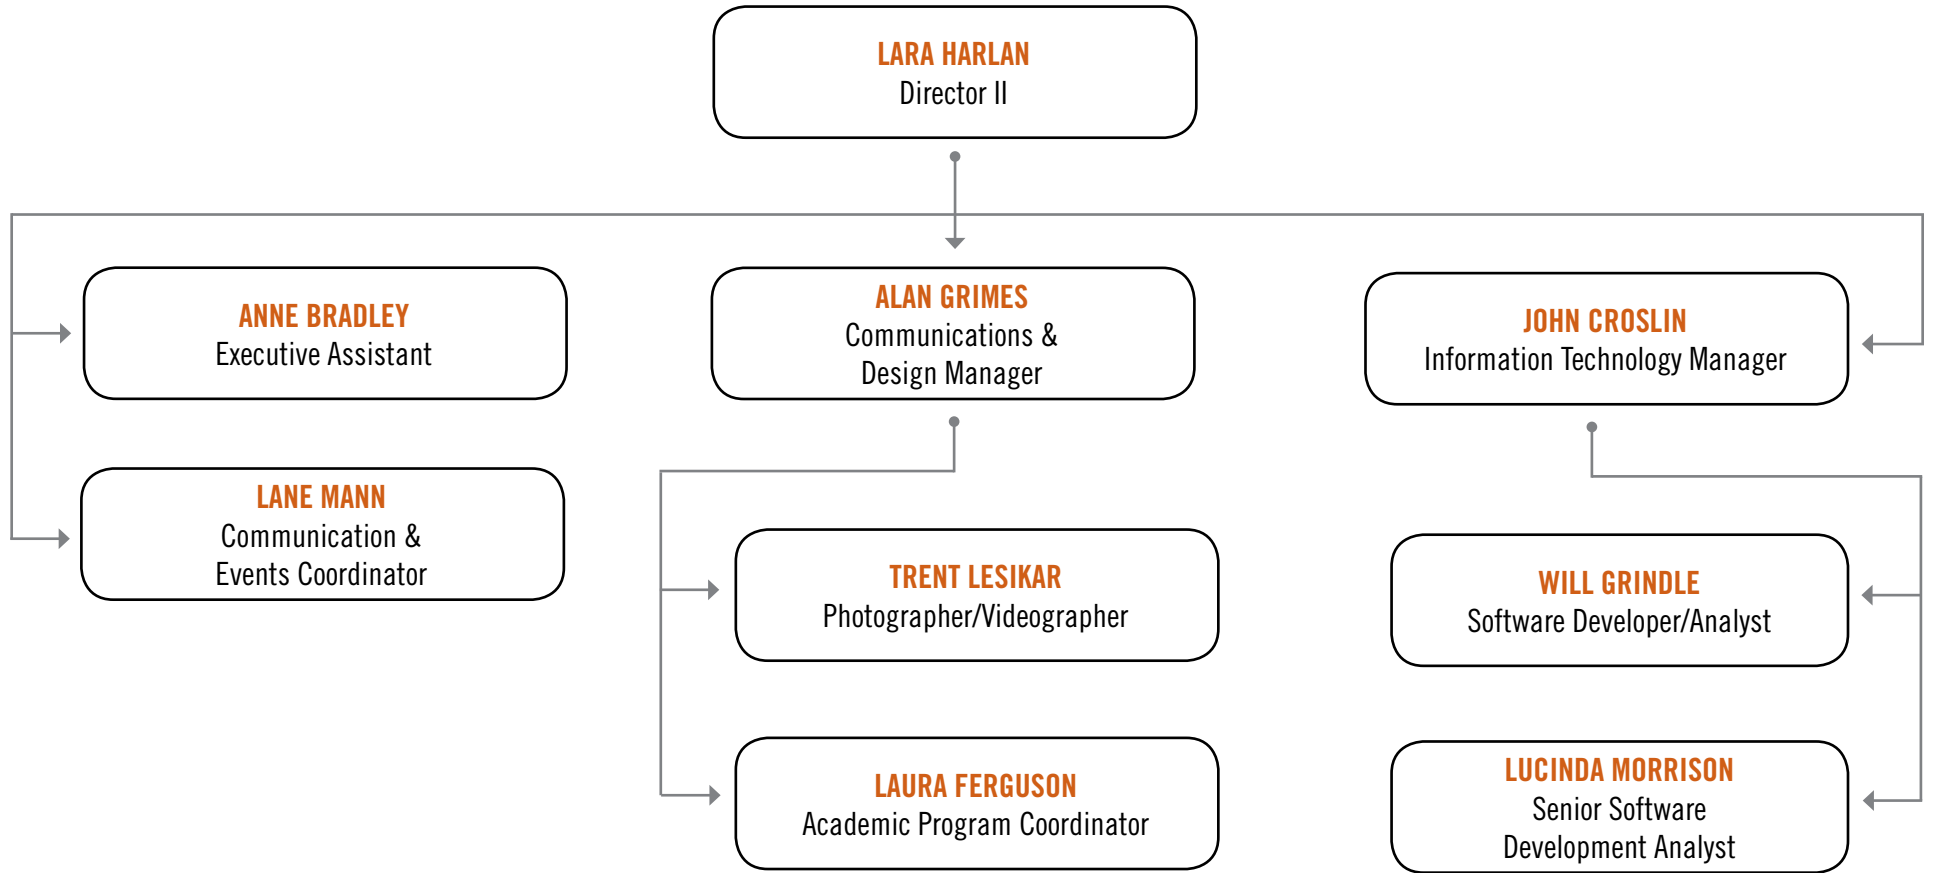 LARA HARLAN
Director II
ANNE BRADLEY
Executive Assistant
ALAN GRIMES
Communications &
Design Manager
JOHN CROSLIN
Information Technology Manager
LANE MANN
Communication &
Events Coordinator
TRENT LESIKAR
Photographer/Videographer
WILL GRINDLE
Software Developer/Analyst
LAURA FERGUSON
Academic Program Coordinator
LUCINDA MORRISON
Senior Software
Development Analyst